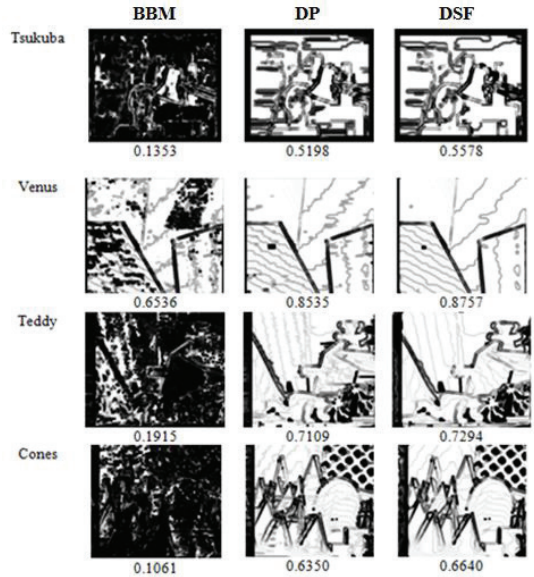 BBM DP DSF
Tsukuba
0.1353 0.5198 0.5578
Venus
0.6536 0.8535 0.8757
Teddy
0.1915 0.7109 0.7294
Cones
0.1061 0.6350 0.6640